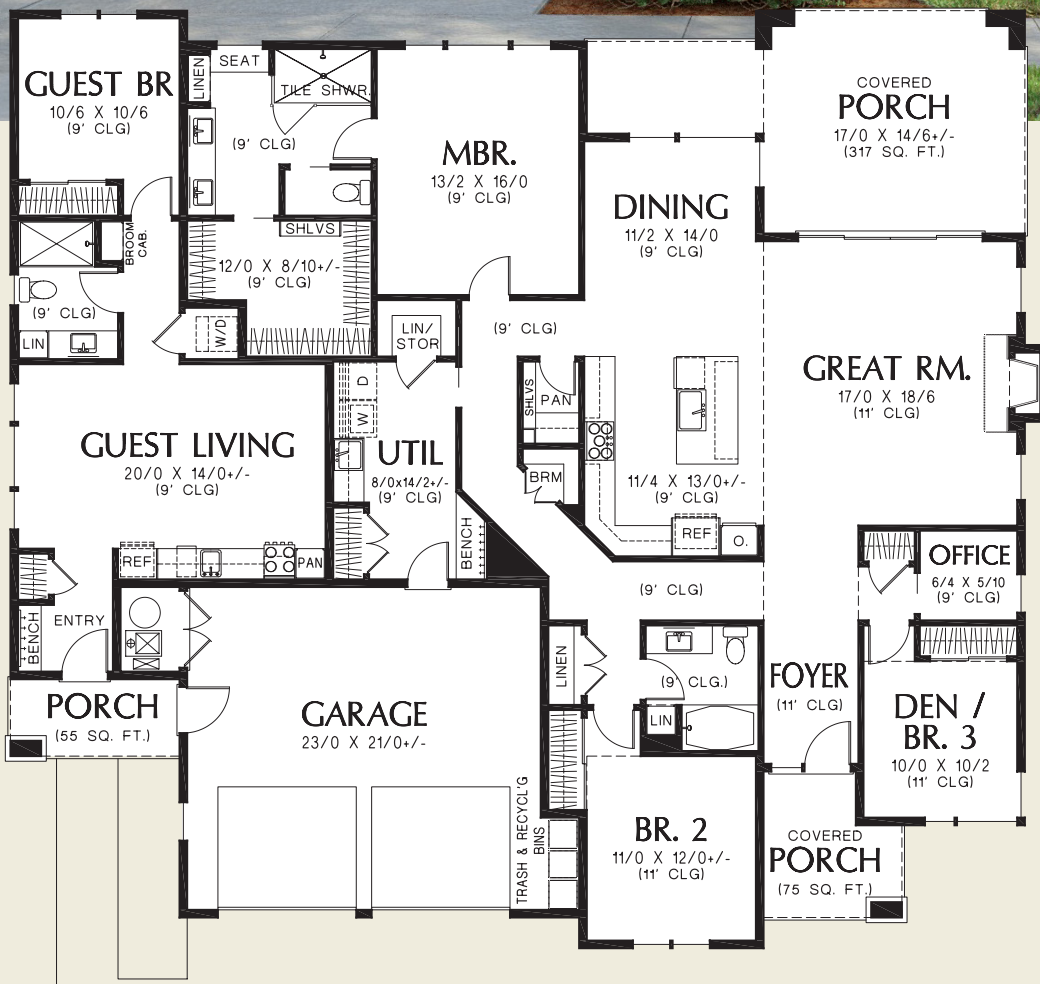 GUEST BR
10/6 X 10/6
(9' CLG)
LINEN
SEAT
TILE SHWR.
(9' CLG)
MBR.
13/2 X 16/0
(9' CLG)
COVERED
PORCH
17/0 X 14/6+/-
(317 SQ. FT.)
DINING
11/2 X 14/0
(9' CLG)
BROOM
CAB.
SHLVS
12/0 X 8/10+/-
(9' CLG)
(9' CLG)
LIN
W/D
LIN/
STOR
(9' CLG)
GREAT RM.
17/0 X 18/6
(11' CLG)
SHLVS
PAN
D
W
GUEST LIVING
20/0 X 14/0+/-
(9' CLG)
UTIL
8/0x14/2+/-
(9' CLG)
BRM
11/4 X 13/0+/-
(9' CLG)
REF
O.
BENCH
REF
PAN
OFFICE
6/4 X 5/10
(9' CLG)
(9' CLG)
ENTRY
BENCH
LINEN
(9' CLG.)
LIN
FOYER
(11' CLG)
DEN /
BR. 3
10/0 X 10/2
(11' CLG)
PORCH
(55 SQ. FT.)
GARAGE
23/0 X 21/0+/-
TRASH & RECYCL'G
BINS
BR. 2
11/0 X 12/0+/-
(11' CLG)
COVERED
PORCH
(75 SQ. FT.)